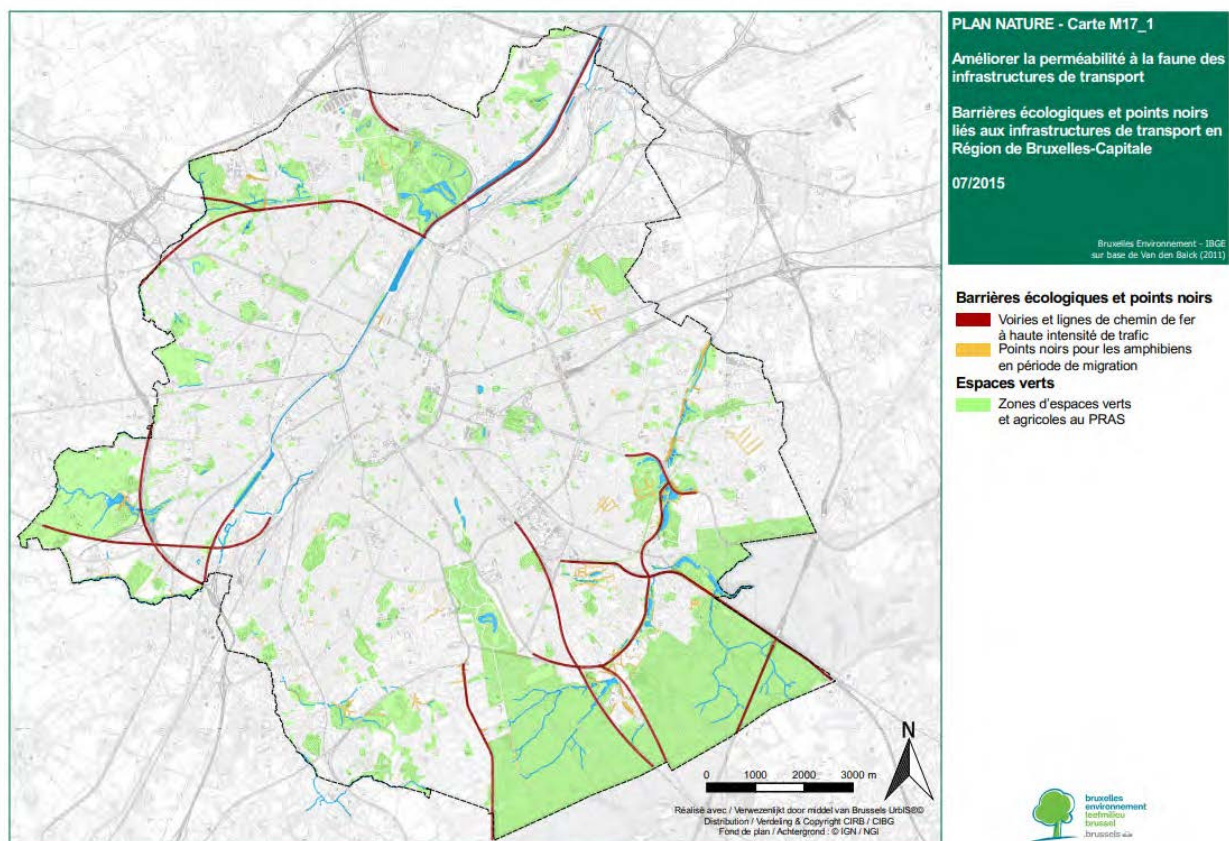 PLAN NATURE - Carte M17_1
Améliorer la perméabilité à la faune des
infrastructures de transport
Barrières écologiques et points noirs
liés aux infrastructures de transport en
Région de Bruxelles-Capitale
07/2015
Bruxelles Environnement - IBGE
sur base de Van den Balck (2011)
Barrières écologiques et points noirs
Voiries et lignes de chemin de fer
à haute intensité de trafic
Points noirs pour les amphibiens
en période de migration
Espaces verts
Zones d'espaces verts
et agricoles au PRAS
N
0 1000 2000 3000 m
Réalisé avec / Verwezenlijkt door middel van Brussels UrbIS®©
Distribution / Verdeling & Copyright CIRB / CIBG
Fond de plan / Achtergrond : © IGN / NGI
bruxelles
environnement
leefmilieu
brussel
.brussels